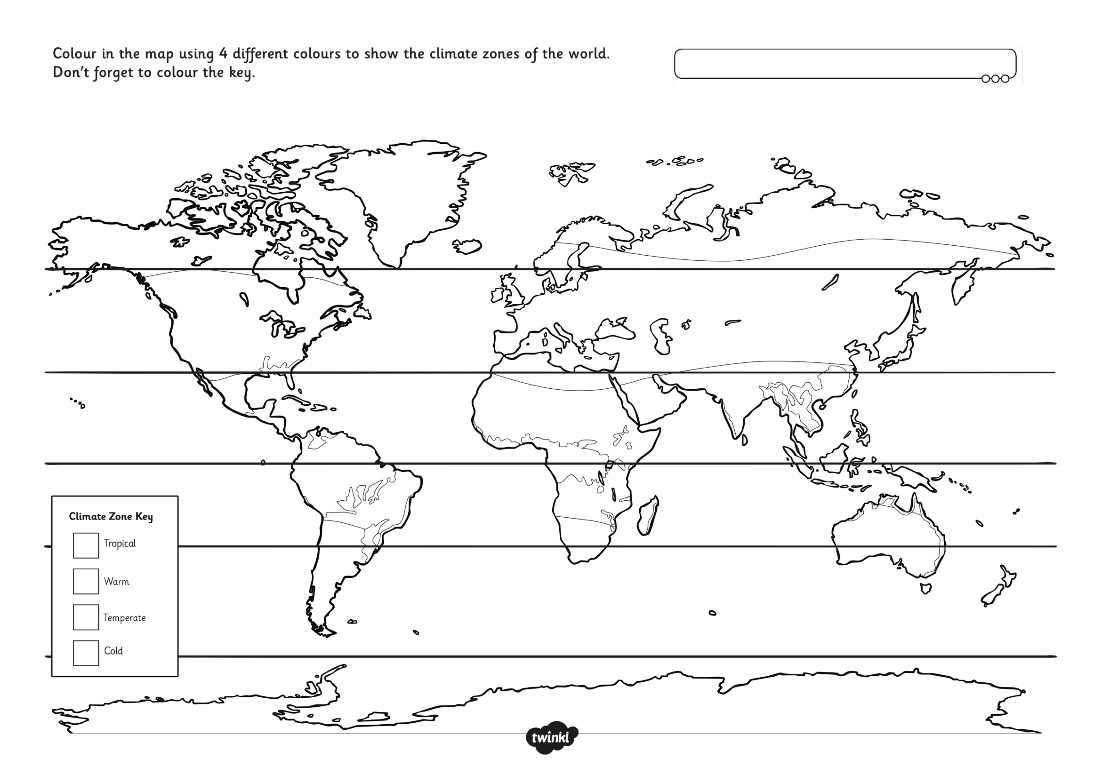 Colour in the map using 4 different colours to show the climate zones of the world.
Don't forget to colour the key.
Climate Zone Key
Tropical
Warm
Temperate
Cold
twinkl